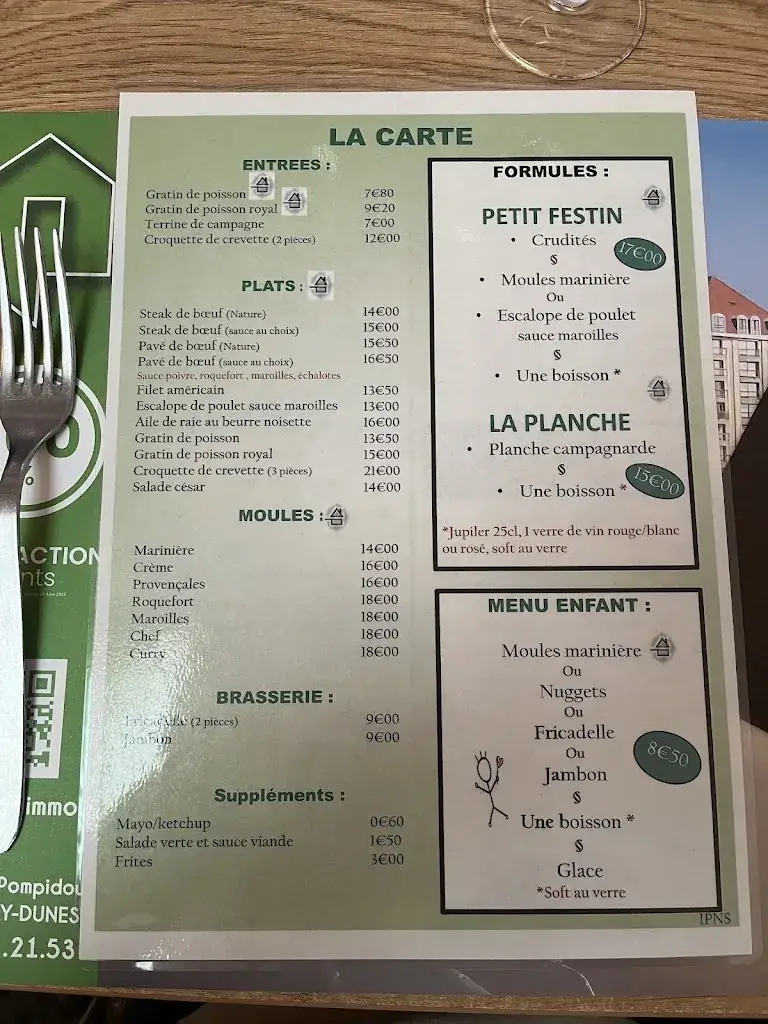 LA CARTE
ENTREES :
Gratin de poisson 7€80
Gratin de poisson royal 9€20
Terrine de campagne 7€00
Croquette de crevette (2 pièces) 12€00
PLATS :
Steak de bœuf (Nature) 14€00
Steak de bœuf (sauce au choix) 15€00
Pavé de bœuf (Nature) 15€50
Pavé de bœuf (sauce au choix) 16€50
Sauce poivre, roquefort , maroilles, échalotes
Filet américain 13€50
Escalope de poulet sauce maroilles 13€00
Aile de raie au beurre noisette 16€00
Gratin de poisson 13€50
Gratin de poisson royal 15€00
Croquette de crevette (3 pièces) 21€00
Salade césar 14€00
MOULES :
Marinière 14€00
Crème 16€00
Provençales 16€00
Roquefort 18€00
Maroilles 18€00
Chef 18€00
Curry 18€00
BRASSERIE :
Fricadelle (2 pièces) 9€00
Jambon 9€00
Suppléments :
Mayo/ketchup 0€60
Salade verte et sauce viande 1€50
Frites 3€00
FORMULES :
PETIT FESTIN
• Crudités
17€00
§
• Moules marinière
Ou
• Escalope de poulet
sauce maroilles
§
• Une boisson *
LA PLANCHE
• Planche campagnarde
§
15€00
• Une boisson *
*Jupiler 25cl, 1 verre de vin rouge/blanc
ou rosé, soft au verre
MENU ENFANT :
Moules marinière
Ou
Nuggets
Ou
Fricadelle
Ou
8€50
Jambon
§
Une boisson *
§
Glace
*Soft au verre
IPNS
%
ACTION
nts
immo
Pompidou
Y-DUNES
.21.53